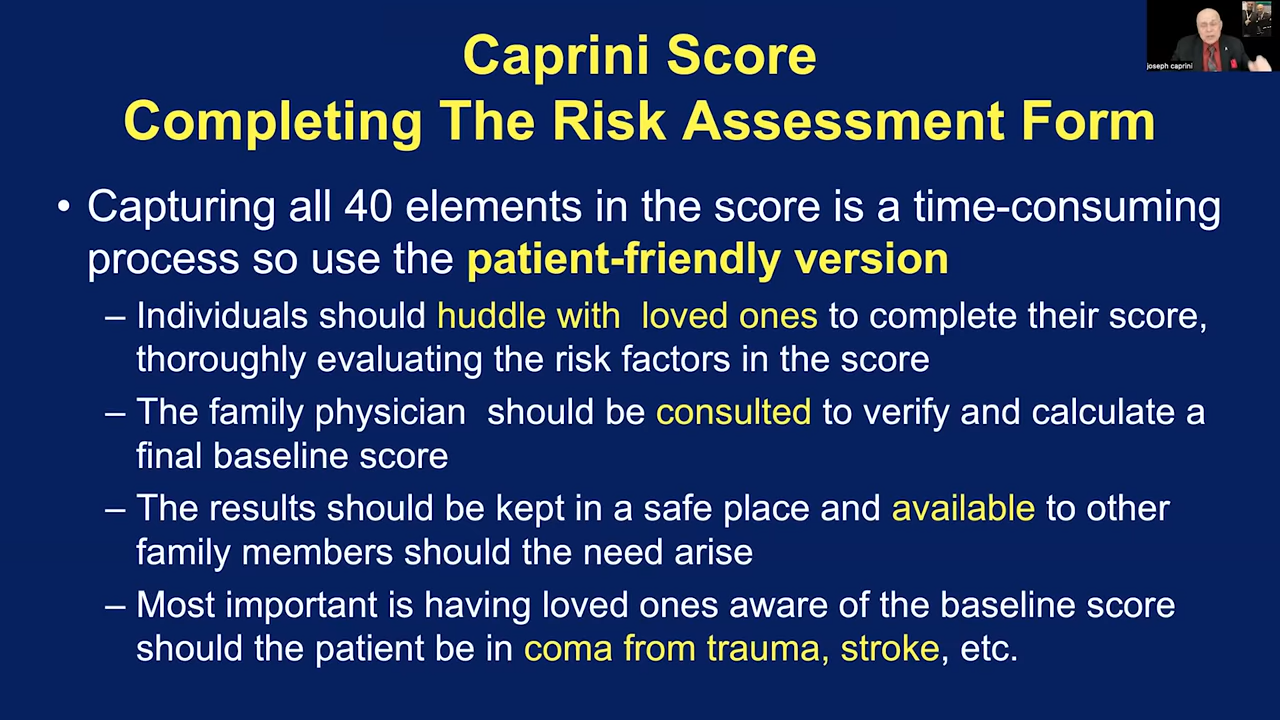 Caprini Score
Completing The Risk Assessment Form
joseph caprini
• Capturing all 40 elements in the score is a time-consuming
process so use the patient-friendly version
– Individuals should huddle with  loved ones to complete their score,
thoroughly evaluating the risk factors in the score
– The family physician  should be consulted to verify and calculate a
final baseline score
– The results should be kept in a safe place and available to other
family members should the need arise
– Most important is having loved ones aware of the baseline score
should the patient be in coma from trauma, stroke, etc.